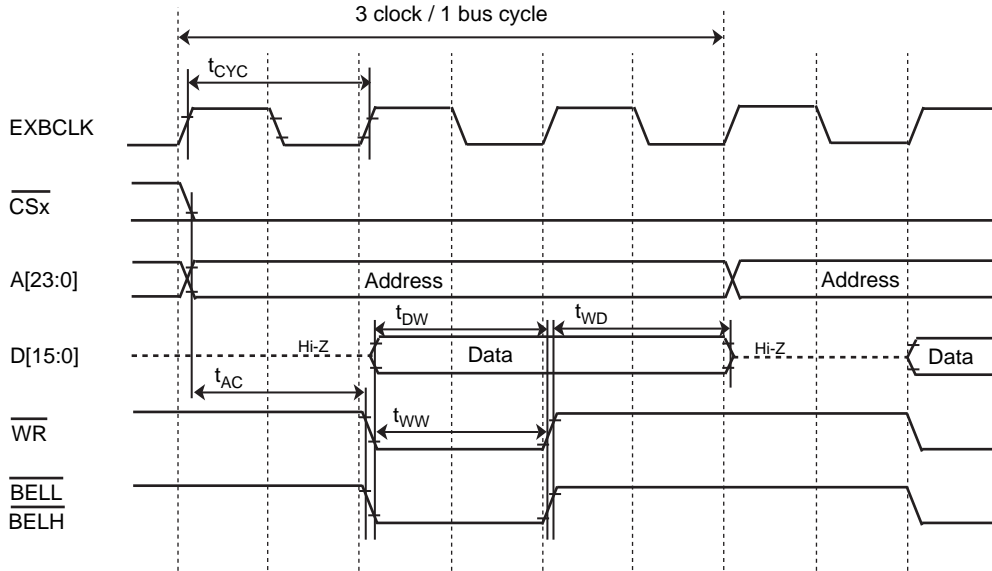 3 clock / 1 bus cycle
tCYC
EXBCLK
CSx
A[23:0]
Address
Address
tDW
tWD
D[15:0]
Hi-Z
Data
Hi-Z
Data
tAC
WR
tWW
BELL
BELH